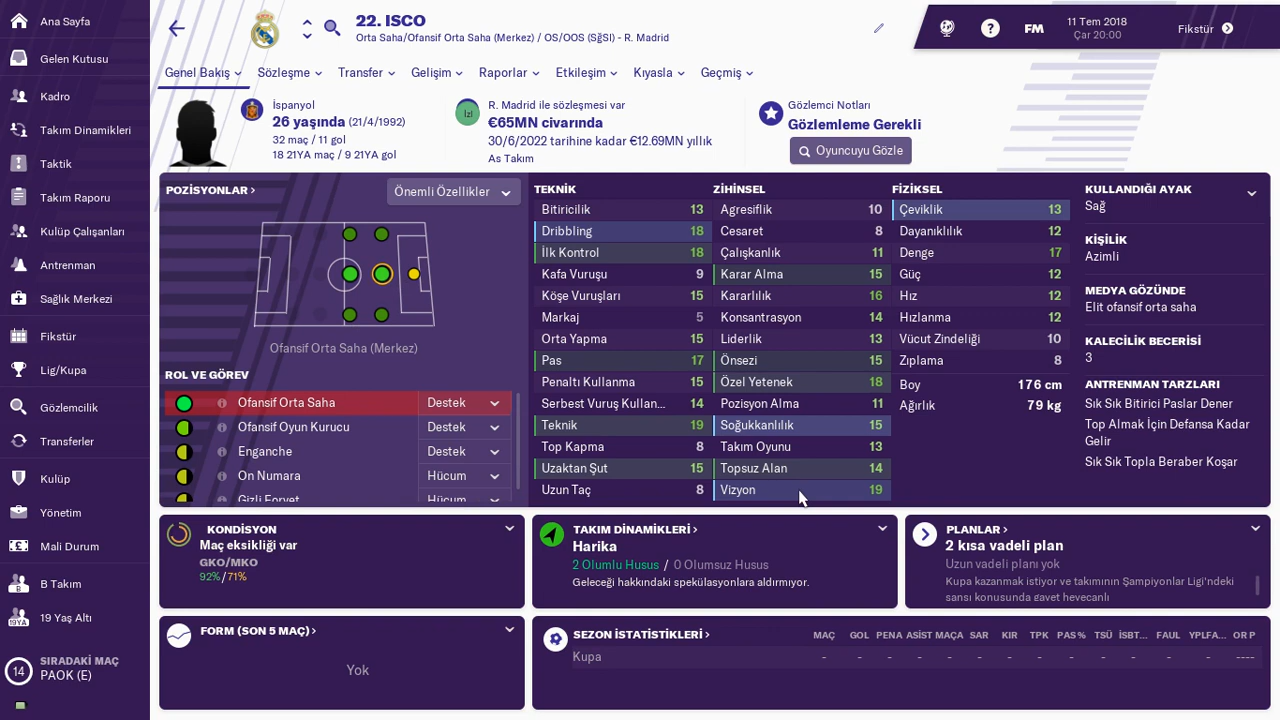 Ana Sayfa
Gelen Kutusu
Kadro
Takım Dinamikleri
Taktik
Takım Raporu
Kulüp Çalışanları
Antrenman
Sağlık Merkezi
Fikstür
Lig/Kupa
Gözlemcilik
Transferler
Kulüp
Yönetim
Mali Durum
B Takım
19 Yaş Altı
SIRADAKİ MAÇ
14 PAOK (E)
22. ISCO
Orta Saha/Ofansif Orta Saha (Merkez) / OS/OOS (SğSl) - R. Madrid
FM
11 Tem 2018
Çar 20:00
Fikstür
Genel Bakış Sözleşme Transfer Gelişim Raporlar Etkileşim Kıyasla Geçmiş
İspanyol
26 yaşında (21/4/1992)
32 maç / 11 gol
18 21YA maç / 9 21YA gol
İzl
R. Madrid ile sözleşmesi var
€65MN civarında
30/6/2022 tarihine kadar €12.69MN yıllık
As Takım
Gözlemci Notları
Gözlemleme Gerekli
Oyuncuyu Gözle
POZİSYONLAR
Önemli Özellikler
Ofansif Orta Saha (Merkez)
ROL VE GÖREV
Ofansif Orta Saha Destek
Ofansif Oyun Kurucu Destek
Enganche Destek
On Numara Hücum
Gizli Forvet Hücum
TEKNİK
Bitiricilik 13
Dribbling 18
İlk Kontrol 18
Kafa Vuruşu 9
Köşe Vuruşları 15
Markaj 5
Orta Yapma 15
Pas 17
Penaltı Kullanma 15
Serbest Vuruş Kullan... 14
Teknik 19
Top Kapma 8
Uzaktan Şut 15
Uzun Taç 8
ZİHİNSEL
Agresiflik 10
Cesaret 8
Çalışkanlık 11
Karar Alma 15
Kararlılık 16
Konsantrasyon 14
Liderlik 13
Önsezi 15
Özel Yetenek 18
Pozisyon Alma 11
Soğukkanlılık 15
Takım Oyunu 13
Topsuz Alan 14
Vizyon 19
FİZİKSEL
Çeviklik 13
Dayanıklılık 12
Denge 17
Güç 12
Hız 12
Hızlanma 12
Vücut Zindeliği 10
Zıplama 8
Boy 176 cm
Ağırlık 79 kg
KULLANDIĞI AYAK
Sağ
KİŞİLİK
Azimli
MEDYA GÖZÜNDE
Elit ofansif orta saha
KALECİLİK BECERİSİ
3
ANTRENMAN TARZLARI
Sık Sık Bitirici Paslar Dener
Top Almak İçin Defansa Kadar
Gelir
Sık Sık Topla Beraber Koşar
KONDİSYON
Maç eksikliği var
GKO/MKO
92% / 71%
TAKIM DİNAMİKLERİ
Harika
2 Olumlu Husus / 0 Olumsuz Husus
Geleceği hakkındaki spekülasyonlara aldırmıyor.
PLANLAR
2 kısa vadeli plan
Uzun vadeli planı yok
Kupa kazanmak istiyor ve takımının Şampiyonlar Ligi'ndeki
şansı konusunda gayet heyecanlı
FORM (SON 5 MAÇ)
Yok
SEZON İSTATİSTİKLERİ
MAÇ GOL PENA ASİST MAÇA SAR KIR TPK PAS % TSÜ İSBT... FAUL YPLFA... OR P
Kupa - - - - - - - - - - - - - ----